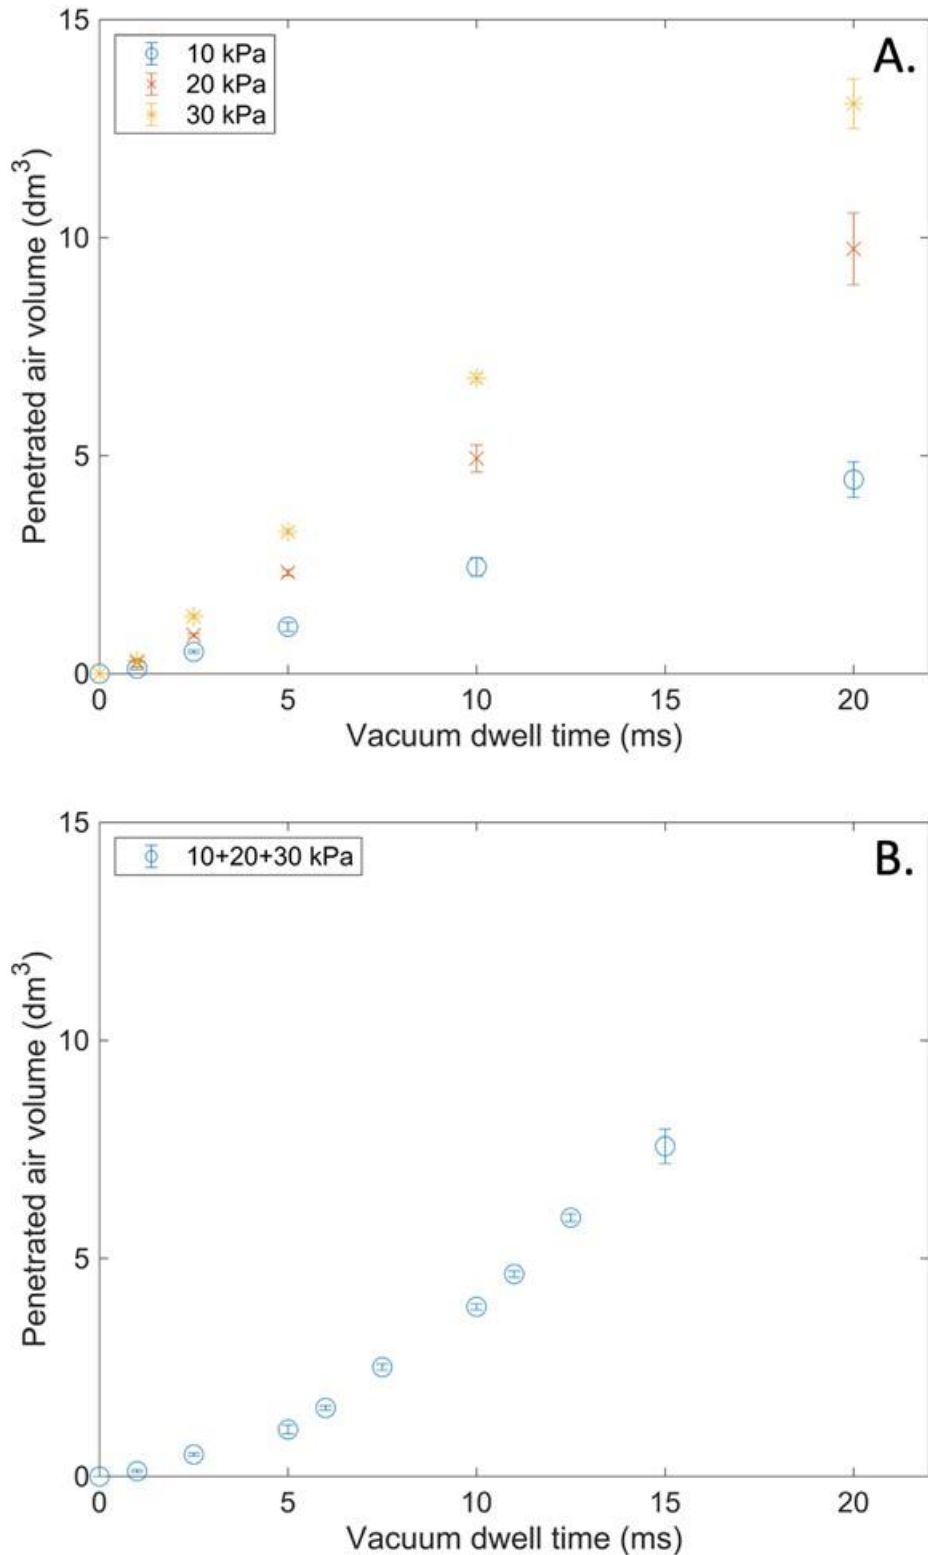 A.
10 kPa
20 kPa
30 kPa
15
10
5
0
Penetrated air volume (dm³)
0 5 10 15 20
Vacuum dwell time (ms)
B.
10+20+30 kPa
15
10
5
0
Penetrated air volume (dm³)
0 5 10 15 20
Vacuum dwell time (ms)